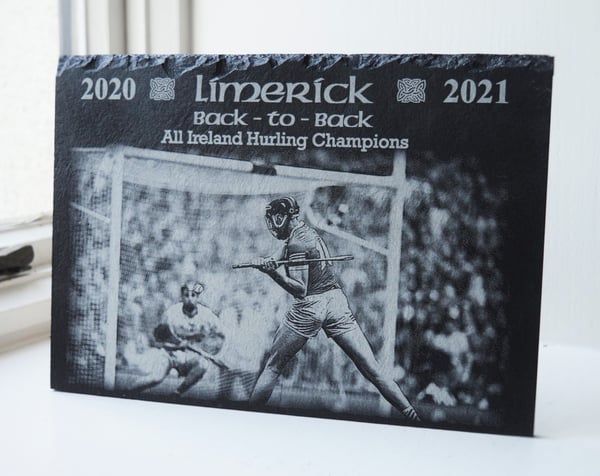 2020 Limerick 2021
Back - to - Back
All Ireland Hurling Champions